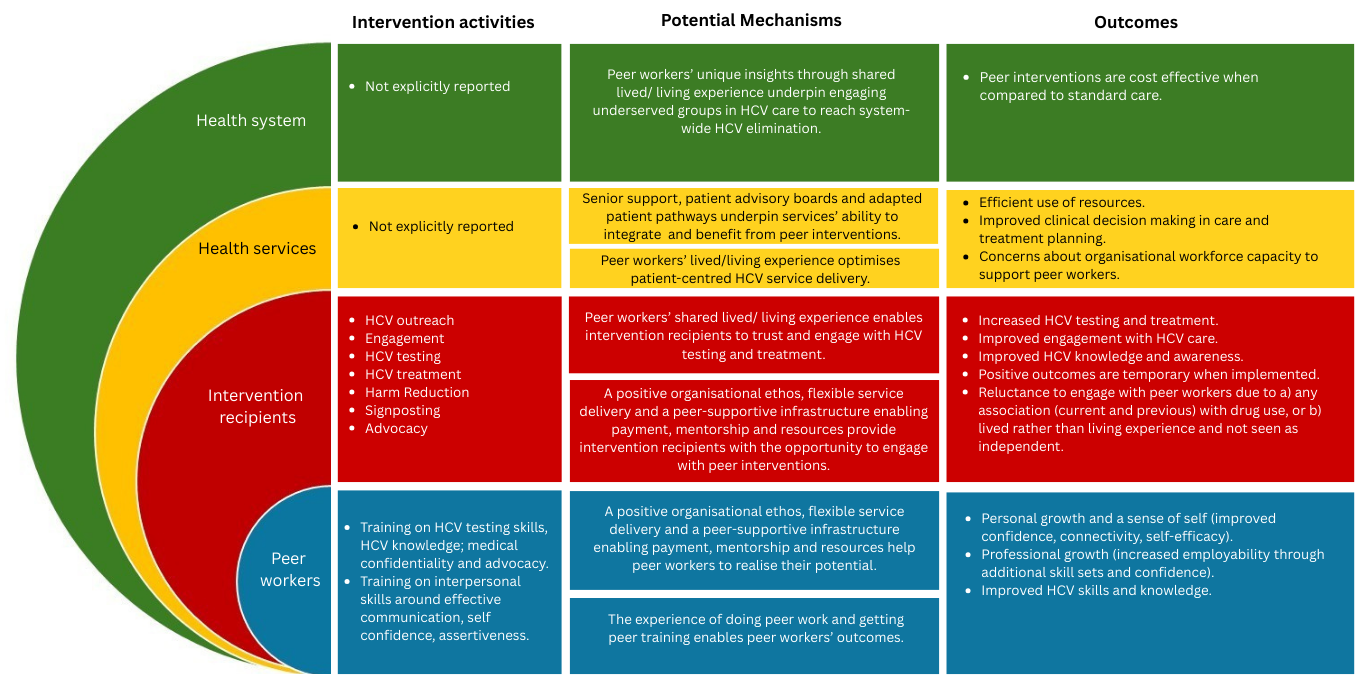 Intervention activities
Potential Mechanisms
Outcomes
Health system
• Not explicitly reported
Peer workers’ unique insights through shared
lived/ living experience underpin engaging
underserved groups in HCV care to reach system-
wide HCV elimination.
• Peer interventions are cost effective when
compared to standard care.
Health services
• Not explicitly reported
Senior support, patient advisory boards and adapted
patient pathways underpin services’ ability to
integrate and benefit from peer interventions.
Peer workers’ lived/living experience optimises
patient-centred HCV service delivery.
• Efficient use of resources.
• Improved clinical decision making in care and
treatment planning.
• Concerns about organisational workforce capacity to
support peer workers.
Intervention
recipients
• HCV outreach
• Engagement
• HCV testing
• HCV treatment
• Harm Reduction
• Signposting
• Advocacy
Peer workers’ shared lived/ living experience enables
intervention recipients to trust and engage with HCV
testing and treatment.
A positive organisational ethos, flexible service
delivery and a peer-supportive infrastructure enabling
payment, mentorship and resources provide
intervention recipients with the opportunity to engage
with peer interventions.
• Increased HCV testing and treatment.
• Improved engagement with HCV care.
• Improved HCV knowledge and awareness.
• Positive outcomes are temporary when implemented.
• Reluctance to engage with peer workers due to a) any
association (current and previous) with drug use, or b)
lived rather than living experience and not seen as
independent.
Peer
workers
• Training on HCV testing skills,
HCV knowledge; medical
confidentiality and advocacy.
• Training on interpersonal
skills around effective
communication, self
confidence, assertiveness.
A positive organisational ethos, flexible service
delivery and a peer-supportive infrastructure
enabling payment, mentorship and resources help
peer workers to realise their potential.
The experience of doing peer work and getting
peer training enables peer workers’ outcomes.
• Personal growth and a sense of self (improved
confidence, connectivity, self-efficacy).
• Professional growth (increased employability through
additional skill sets and confidence).
• Improved HCV skills and knowledge.